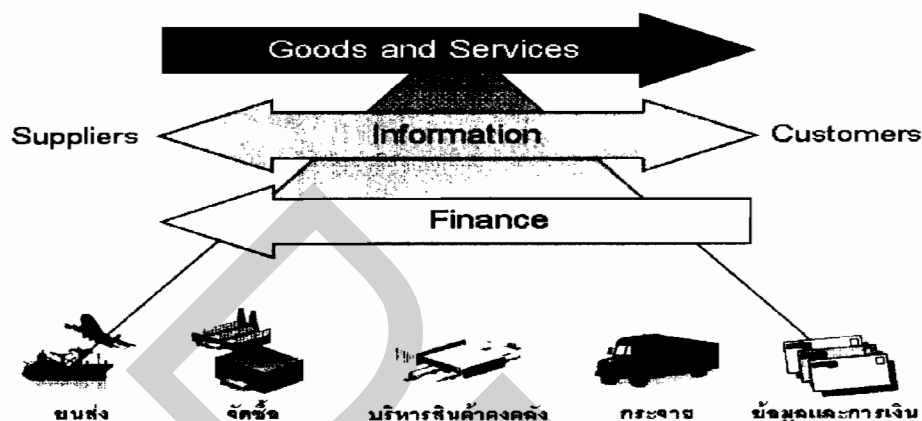 Goods and Services
Suppliers
Information
Customers
Finance
ขนส่ง
จัดซื้อ
บริหารสินค้าคงคลัง
กระจาย
ข้อมูลและการเงิน